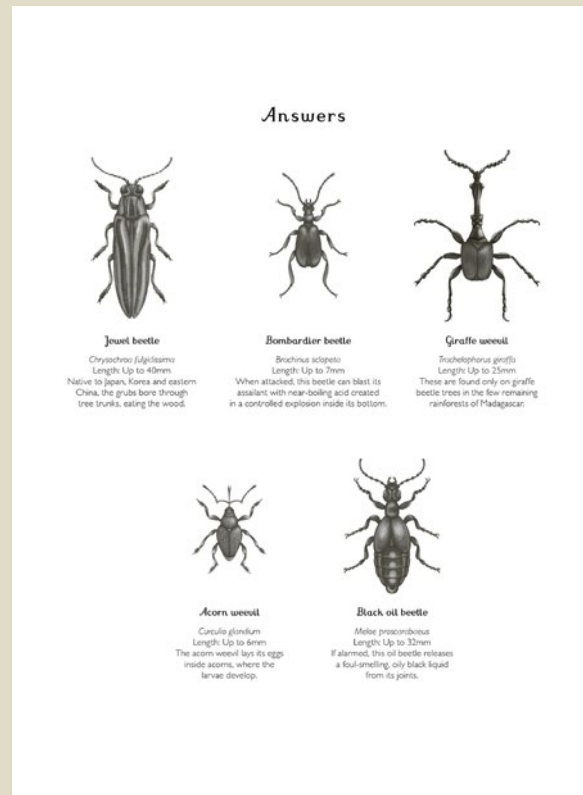 Answers
Jewel beetle
Chrysochroa fulgidissima
Length: Up to 40mm
Native to Japan, Korea and eastern
China, the grubs bore through
tree trunks, eating the wood.
Bombardier beetle
Brachinus sclopeta
Length: Up to 7mm
When attacked, this beetle can blast its
assailant with near-boiling acid created
in a controlled explosion inside its bottom.
Giraffe weevil
Trachelophorus giraffa
Length: Up to 25mm
These are found only on giraffe
beetle trees in the few remaining
rainforests of Madagascar.
Acorn weevil
Curculio glandium
Length: Up to 6mm
The acorn weevil lays its eggs
inside acorns, where the
larvae develop.
Black oil beetle
Meloe proscarabaeus
Length: Up to 32mm
If alarmed, this oil beetle releases
a foul-smelling, oily black liquid
from its joints.